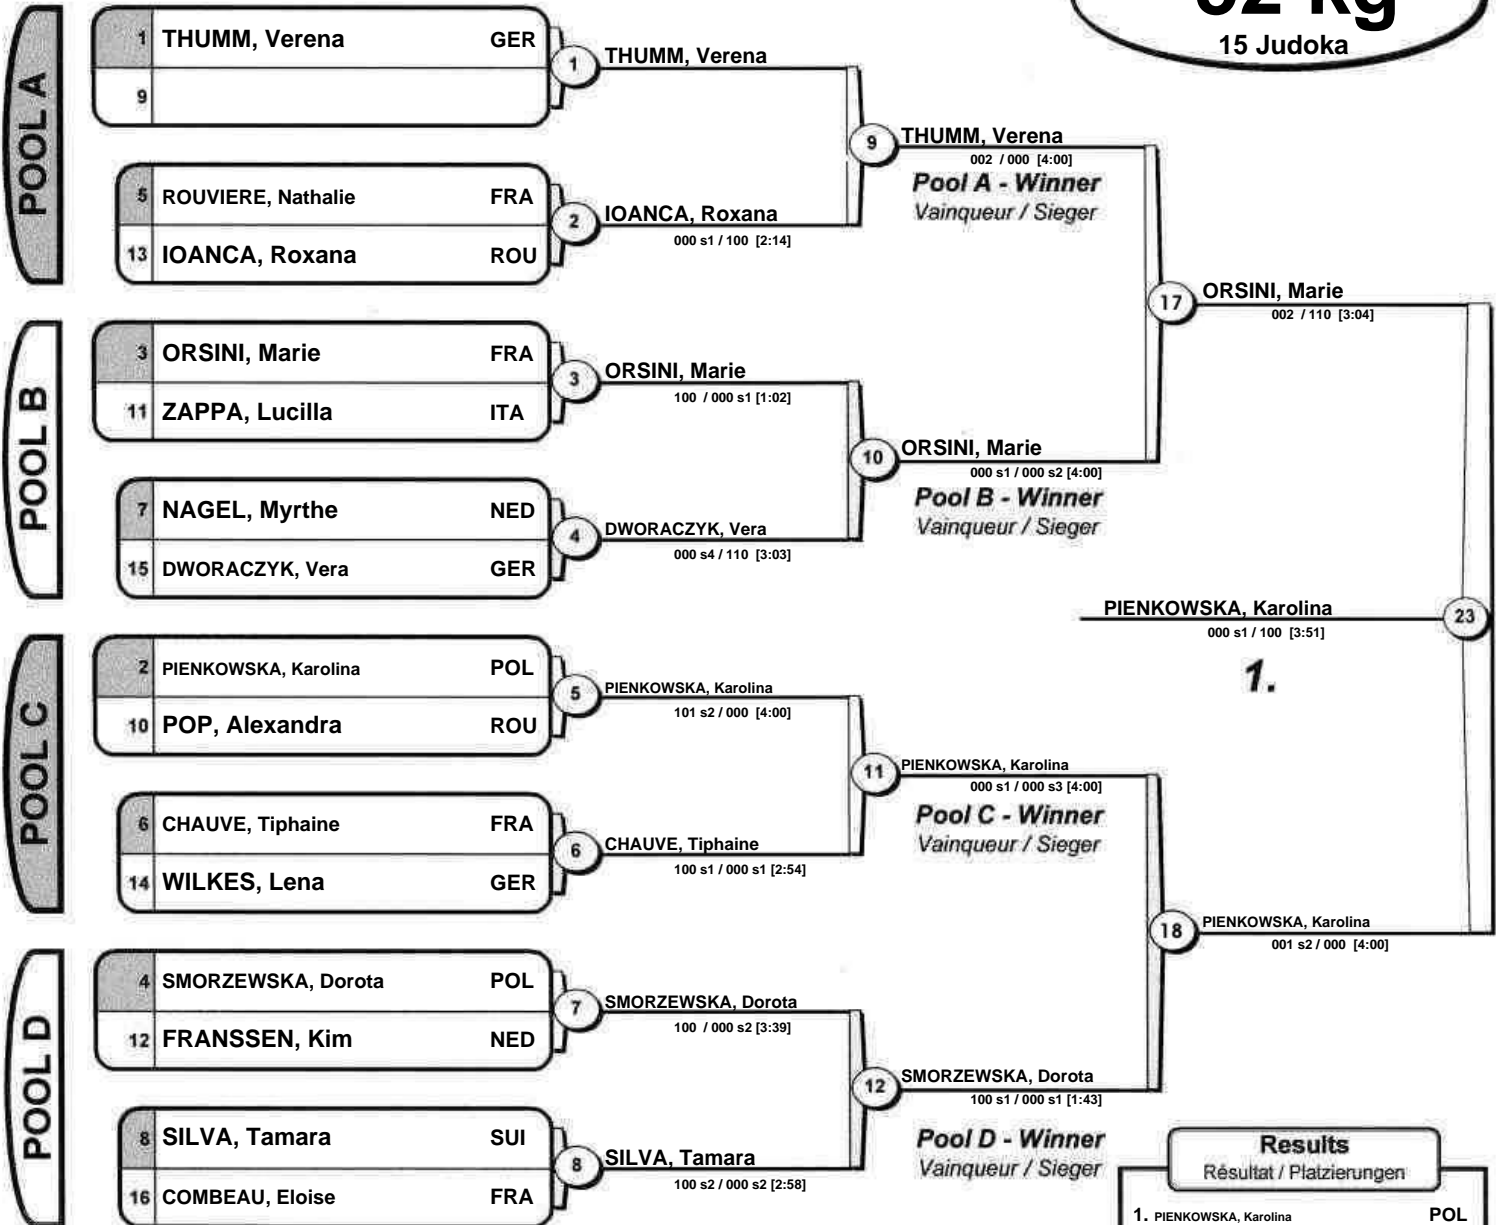 15 Judoka
POOL A
1 THUMM, Verena GER
9
1
THUMM, Verena
5 ROUVIERE, Nathalie FRA
13 IOANCA, Roxana ROU
2
IOANCA, Roxana
000 s1 / 100 [2:14]
9
THUMM, Verena
002 / 000 [4:00]
Pool A - Winner
Vainqueur / Sieger
POOL B
3 ORSINI, Marie FRA
11 ZAPPA, Lucilla ITA
3
ORSINI, Marie
100 / 000 s1 [1:02]
7 NAGEL, Myrthe NED
15 DWORACZYK, Vera GER
4
DWORACZYK, Vera
000 s4 / 110 [3:03]
10
ORSINI, Marie
000 s1 / 000 s2 [4:00]
Pool B - Winner
Vainqueur / Sieger
17
ORSINI, Marie
002 / 110 [3:04]
POOL C
2 PIENKOWSKA, Karolina POL
10 POP, Alexandra ROU
5
PIENKOWSKA, Karolina
101 s2 / 000 [4:00]
6 CHAUVE, Tiphaine FRA
14 WILKES, Lena GER
6
CHAUVE, Tiphaine
100 s1 / 000 s1 [2:54]
11
PIENKOWSKA, Karolina
000 s1 / 000 s3 [4:00]
Pool C - Winner
Vainqueur / Sieger
POOL D
4 SMORZEWSKA, Dorota POL
12 FRANSSEN, Kim NED
7
SMORZEWSKA, Dorota
100 / 000 s2 [3:39]
8 SILVA, Tamara SUI
16 COMBEAU, Eloise FRA
8
SILVA, Tamara
100 s2 / 000 s2 [2:58]
12
SMORZEWSKA, Dorota
100 s1 / 000 s1 [1:43]
Pool D - Winner
Vainqueur / Sieger
18
PIENKOWSKA, Karolina
001 s2 / 000 [4:00]
23
PIENKOWSKA, Karolina
000 s1 / 100 [3:51]
1.
Results
Résultat / Platzierungen
1. PIENKOWSKA, Karolina POL